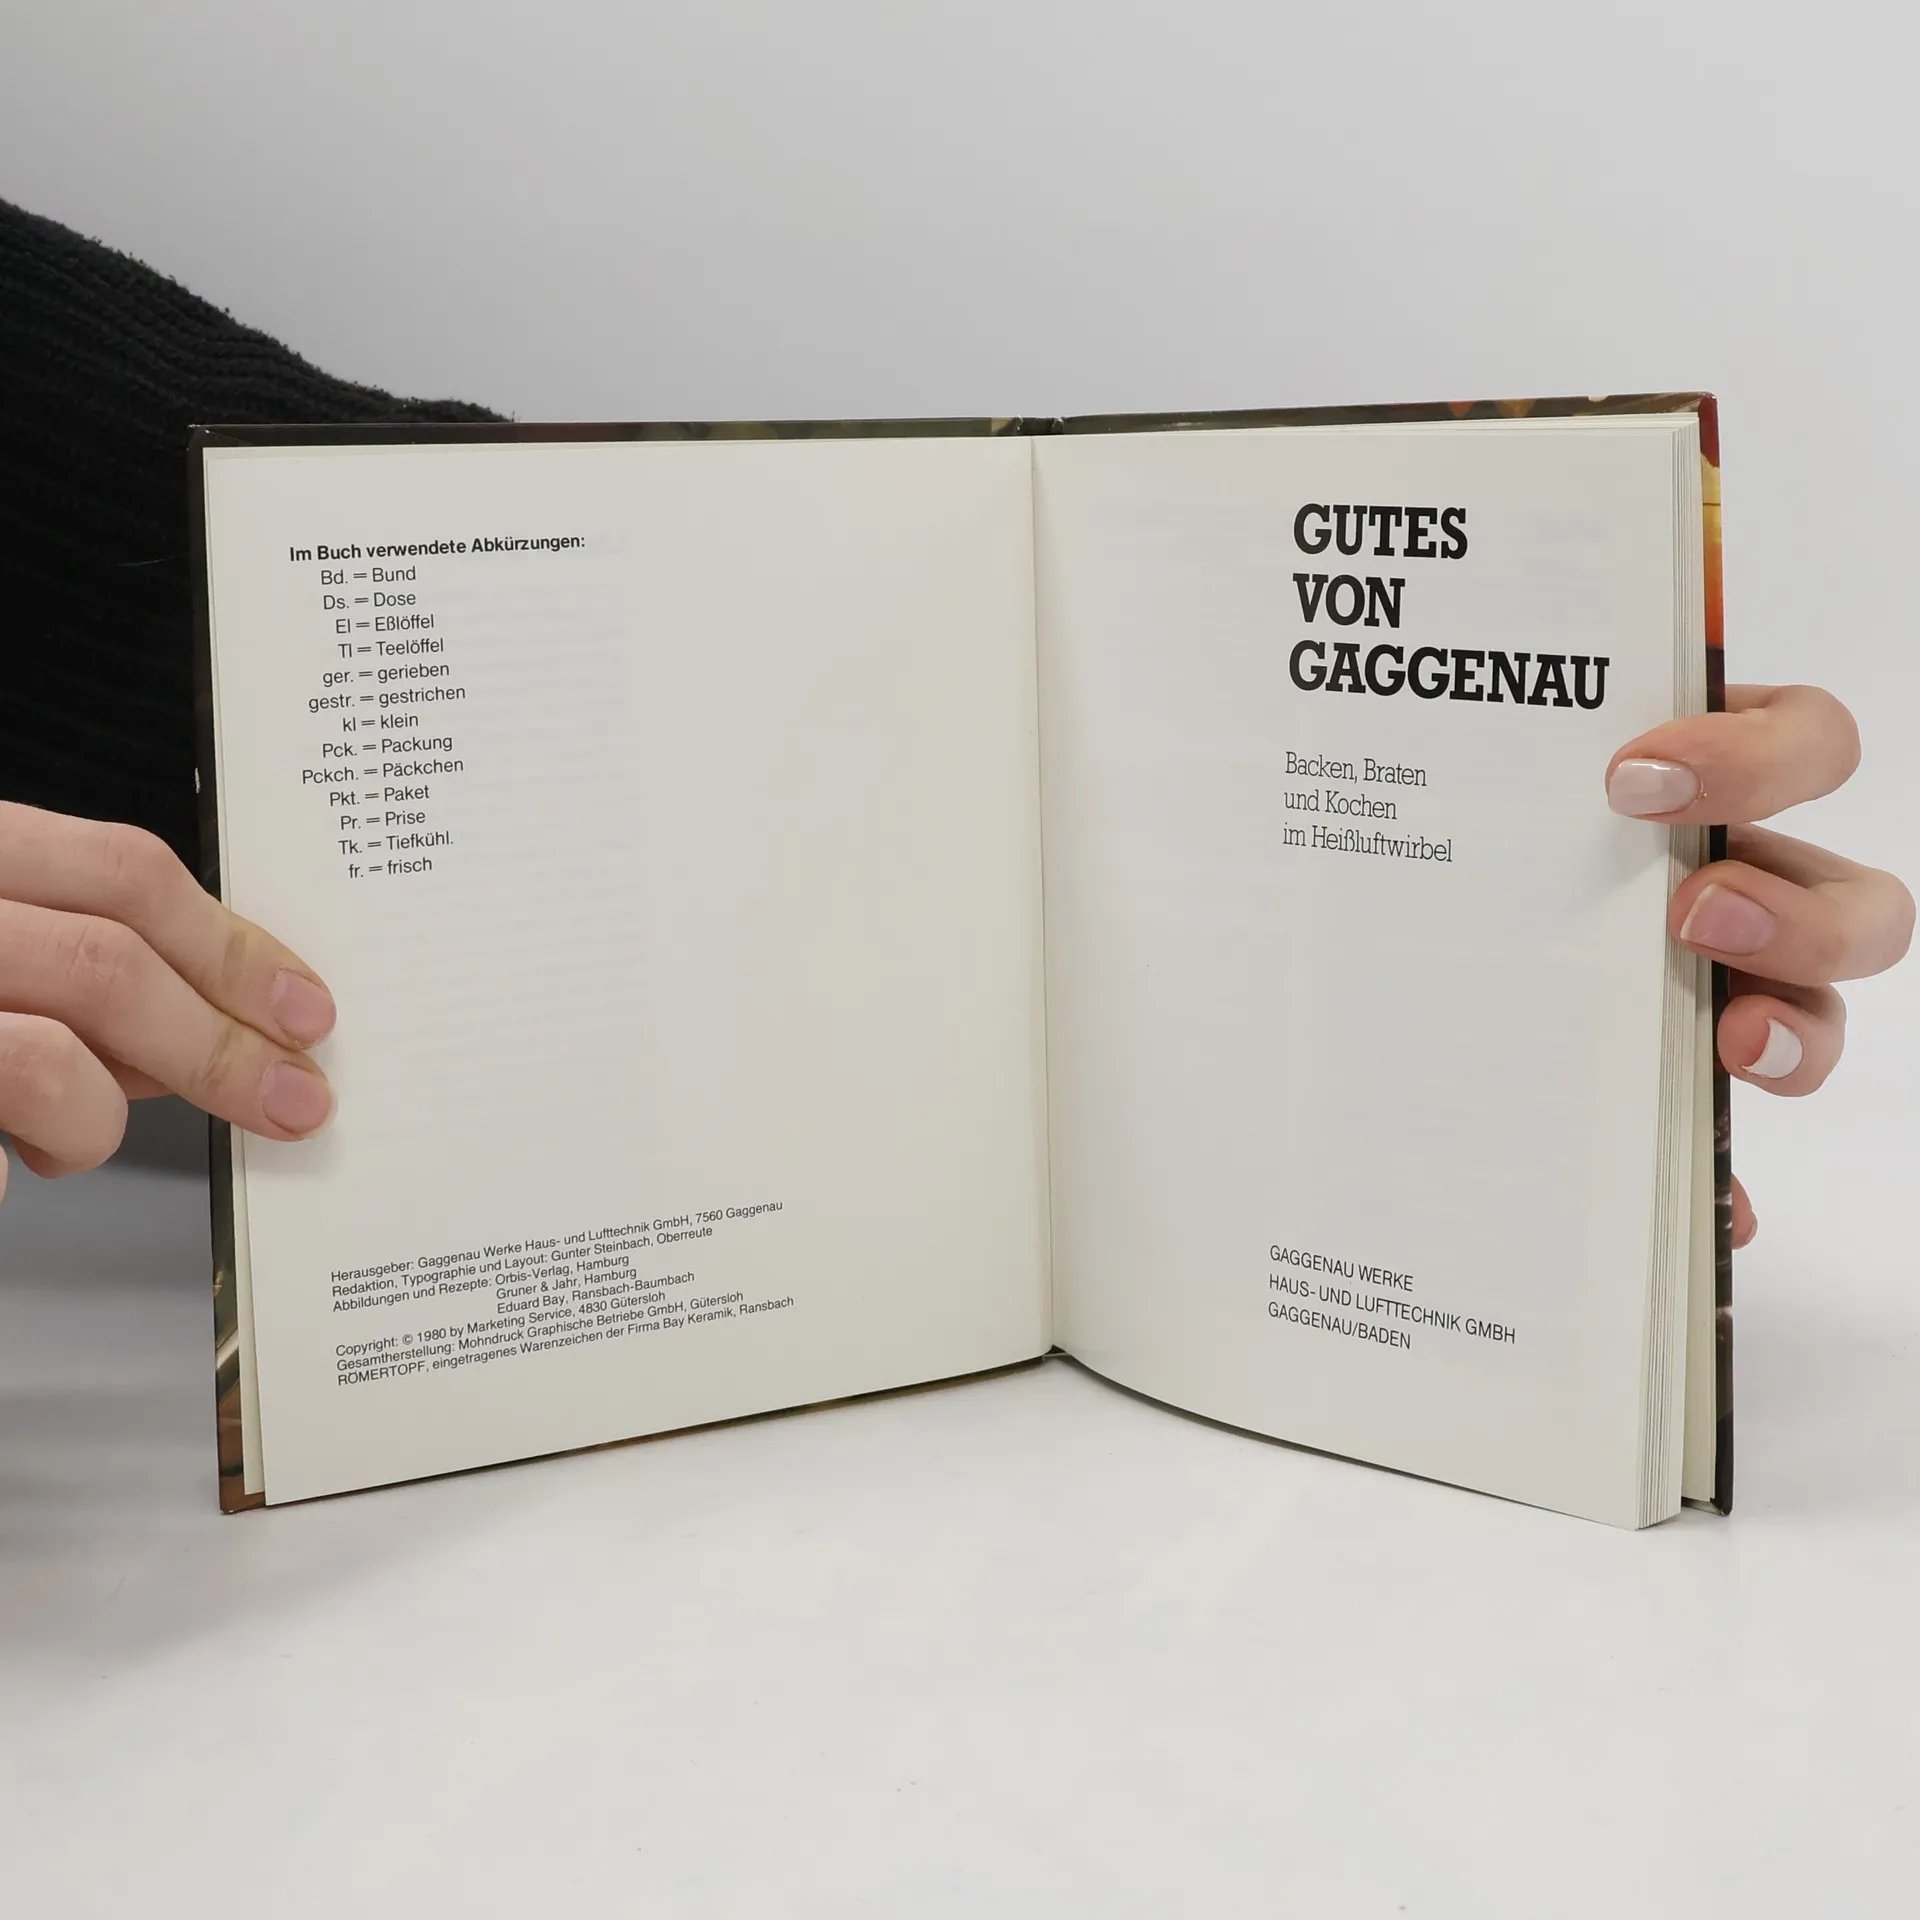 Im Buch verwendete Abkürzungen:
Bd. = Bund
Ds. = Dose
El = Eßlöffel
Tl = Teelöffel
ger. = gerieben
gestr. = gestrichen
kl = klein
Pck. = Packung
Pckch. = Päckchen
Pkt. = Paket
Pr. = Prise
Tk. = Tiefkühl.
fr. = frisch
Herausgeber: Gaggenau Werke Haus- und Lufttechnik GmbH, 7560 Gaggenau
Redaktion, Typographie und Layout: Gunter Steinbach, Oberreute
Abbildungen und Rezepte: Orbis-Verlag, Hamburg
Gruner & Jahr, Hamburg
Eduard Bay, Ransbach-Baumbach
Copyright: © 1980 by Marketing Service, 4830 Gütersloh
Gesamtherstellung: Mohndruck Graphische Betriebe GmbH, Gütersloh
RÖMERTOPF, eingetragenes Warenzeichen der Firma Bay Keramik, Ransbach
GUTES
VON
GAGGENAU
Backen, Braten
und Kochen
im Heißluftwirbel
GAGGENAU WERKE
HAUS- UND LUFTTECHNIK GMBH
GAGGENAU/BADEN